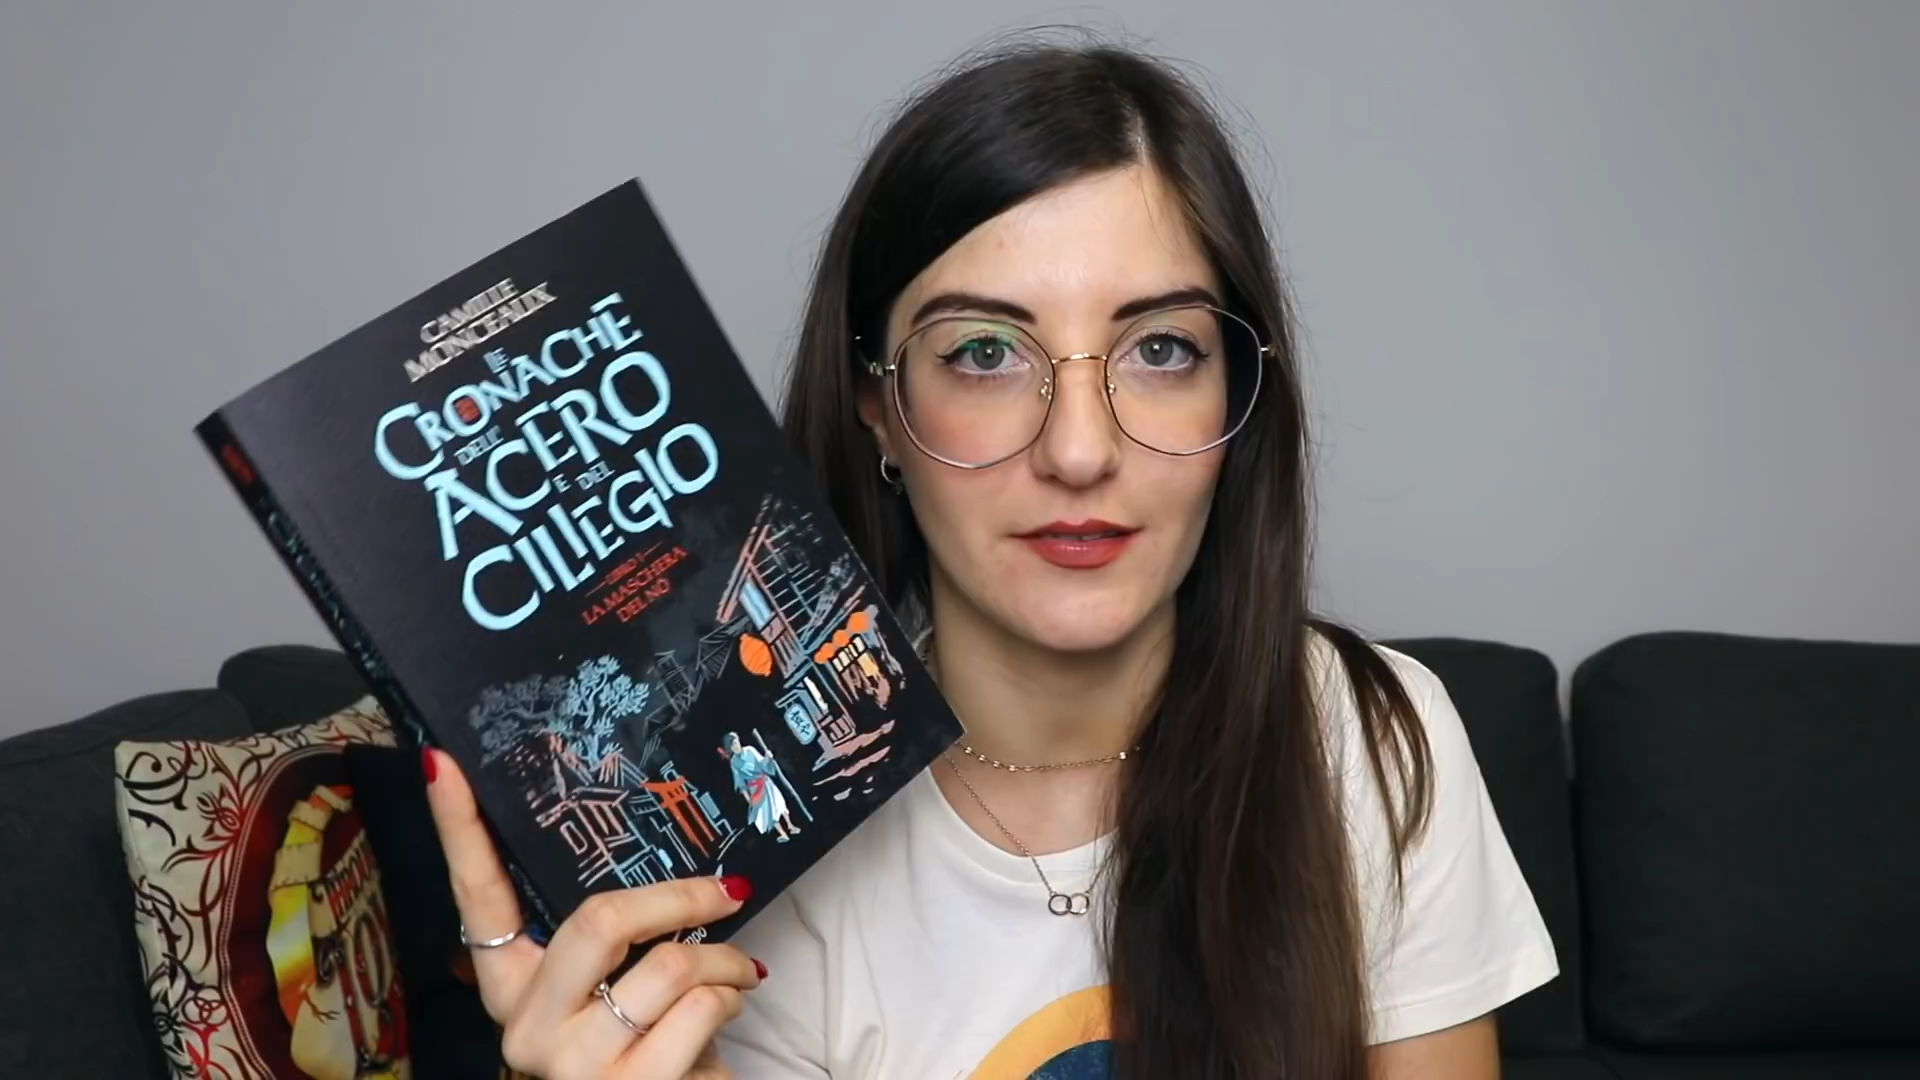 CAMILLE
MONCEAUX
LE
CRONACHE
DELL'
ACERO
E DEL
CILIEGIO
LIBRO 1
LA MASCHERA
DEL NŌ